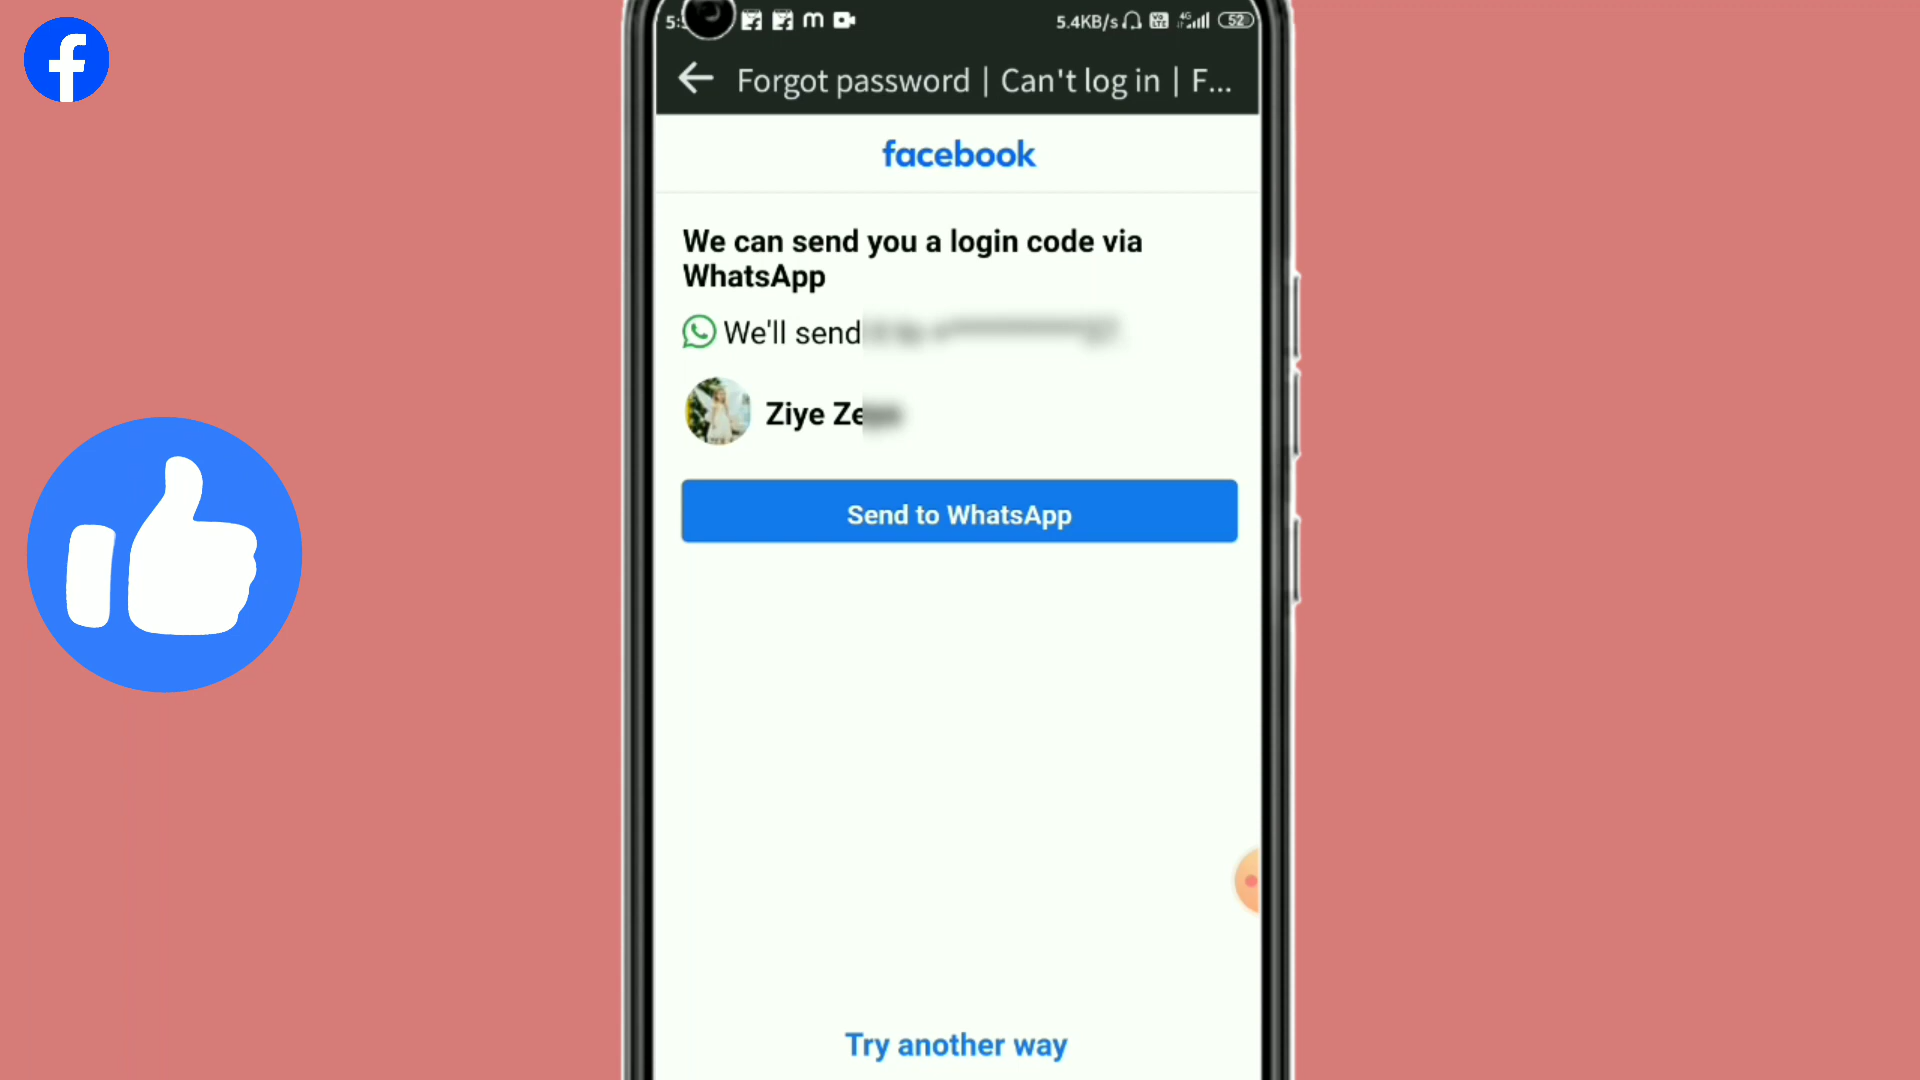 5.4KB/s 4G 52
Forgot password | Can't log in | F...
facebook
We can send you a login code via
WhatsApp
We'll send
Ziye Ze
Send to WhatsApp
Try another way